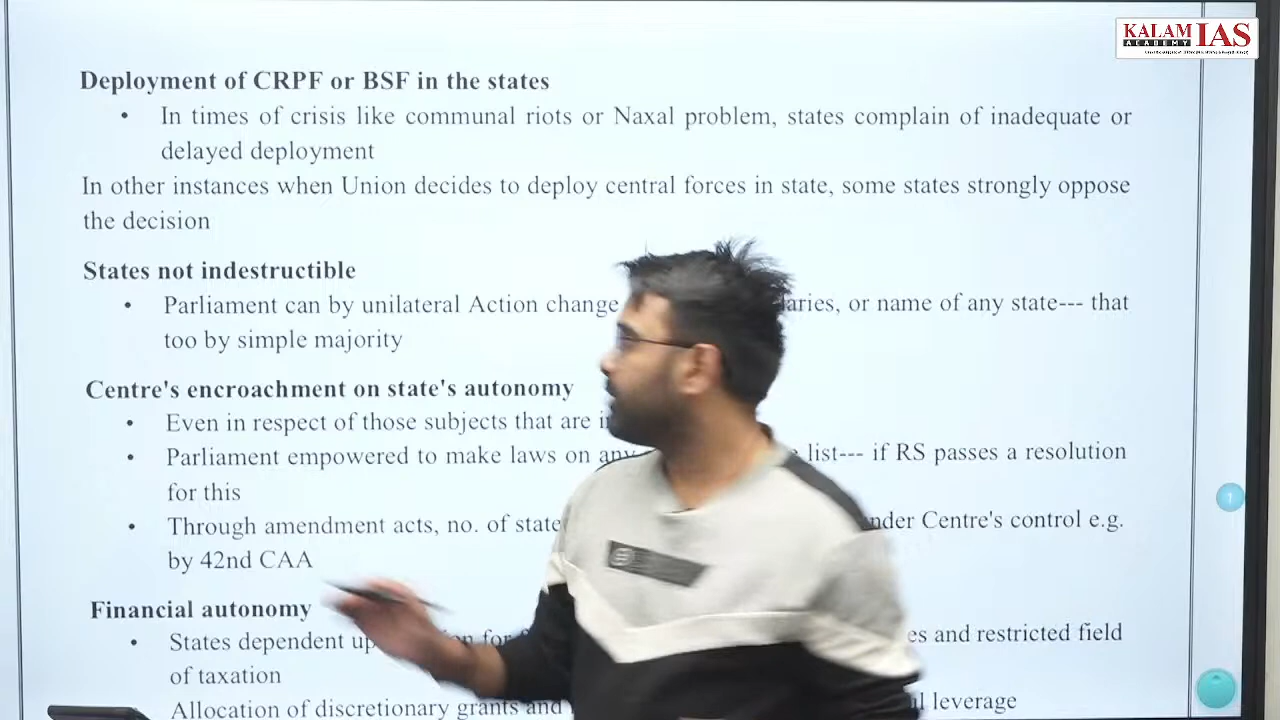 KALAM IAS
ACADEMY
Deployment of CRPF or BSF in the states
• In times of crisis like communal riots or Naxal problem, states complain of inadequate or
delayed deployment
In other instances when Union decides to deploy central forces in state, some states strongly oppose
the decision
States not indestructible
• Parliament can by unilateral Action change or name of any state--- that
too by simple majority
Centre's encroachment on state's autonomy
• Even in respect of those subjects that are
• Parliament empowered to make laws on any list--- if RS passes a resolution
for this
• Through amendment acts, no. of Centre's control e.g.
by 42nd CAA
Financial autonomy
• States dependent and restricted field
of taxation
Allocation of discretionary grants and leverage
1